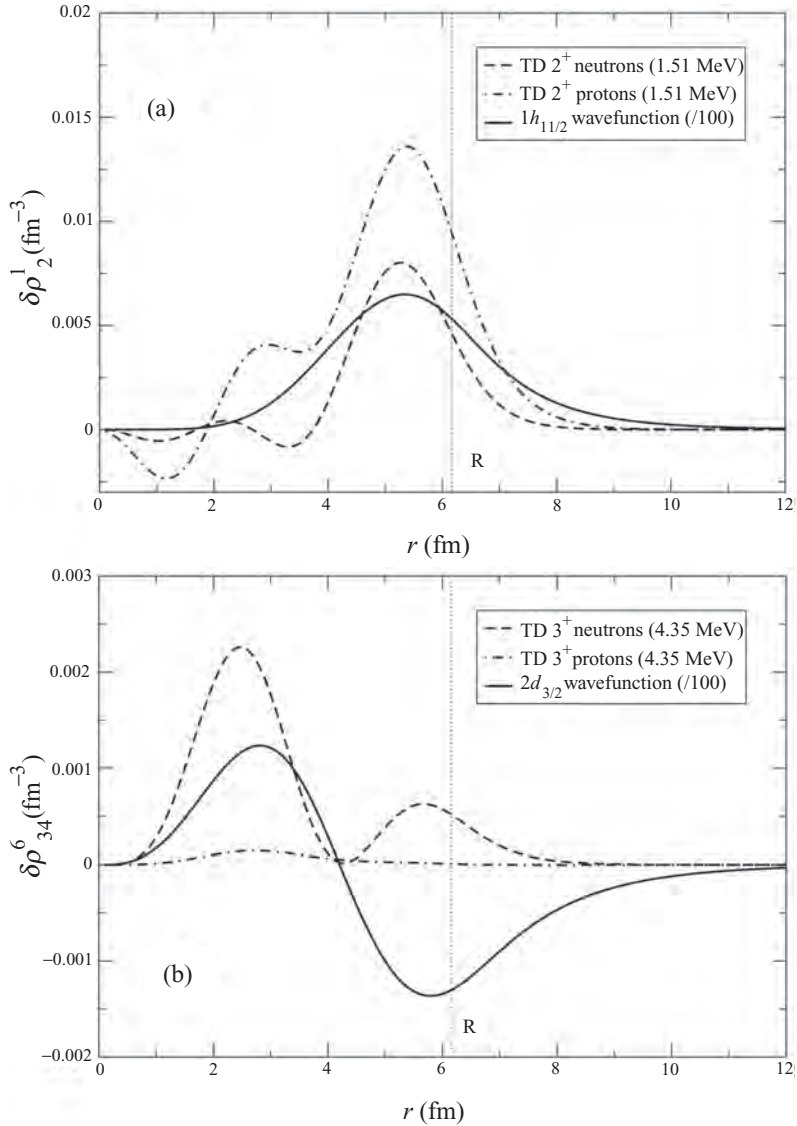 0.02
(a)
TD 2⁺ neutrons (1.51 MeV)
TD 2⁺ protons (1.51 MeV)
1h₁₁/₂ wavefunction (/100)
0.015
0.01
0.005
0
δρ¹₂(fm⁻³)
R
0 2 4 6 8 10 12
r (fm)
0.003
TD 3⁺ neutrons (4.35 MeV)
TD 3⁺ protons (4.35 MeV)
2d₃/₂ wavefunction (/100)
0.002
0.001
0
−0.001
−0.002
δρ⁶₃₄(fm⁻³)
(b)
R
0 2 4 6 8 10 12
r (fm)